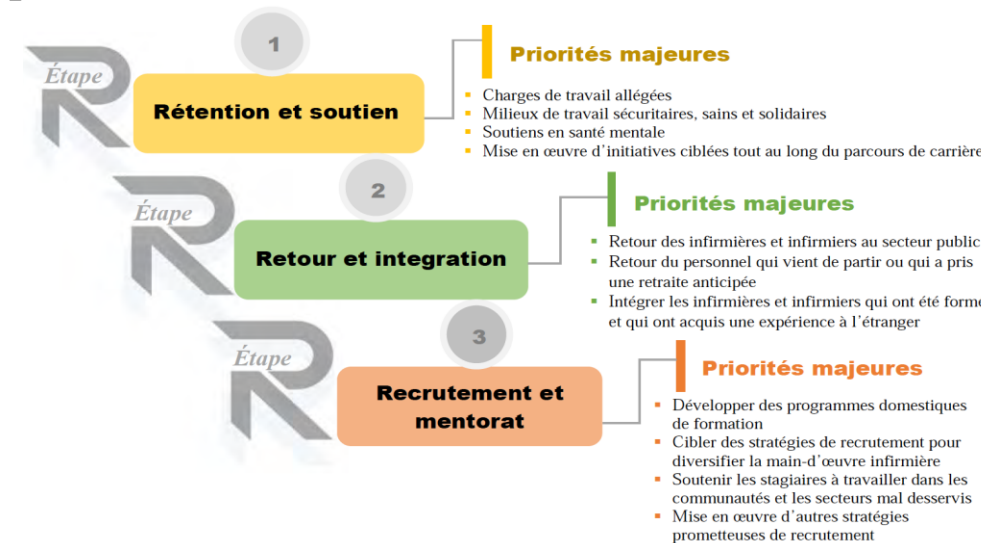 1
Étape
Rétention et soutien
Priorités majeures
▪ Charges de travail allégées
▪ Milieux de travail sécuritaires, sains et solidaires
▪ Soutiens en santé mentale
▪ Mise en œuvre d’initiatives ciblées tout au long du parcours de carrière
2
Étape
Retour et integration
Priorités majeures
▪ Retour des infirmières et infirmiers au secteur public
▪ Retour du personnel qui vient de partir ou qui a pris
une retraite anticipée
▪ Intégrer les infirmières et infirmiers qui ont été formé
et qui ont acquis une expérience à l’étranger
3
Étape
Recrutement et
mentorat
Priorités majeures
▪ Développer des programmes domestiques
de formation
▪ Cibler des stratégies de recrutement pour
diversifier la main-d’œuvre infirmière
▪ Soutenir les stagiaires à travailler dans les
communautés et les secteurs mal desservis
▪ Mise en œuvre d’autres stratégies
prometteuses de recrutement